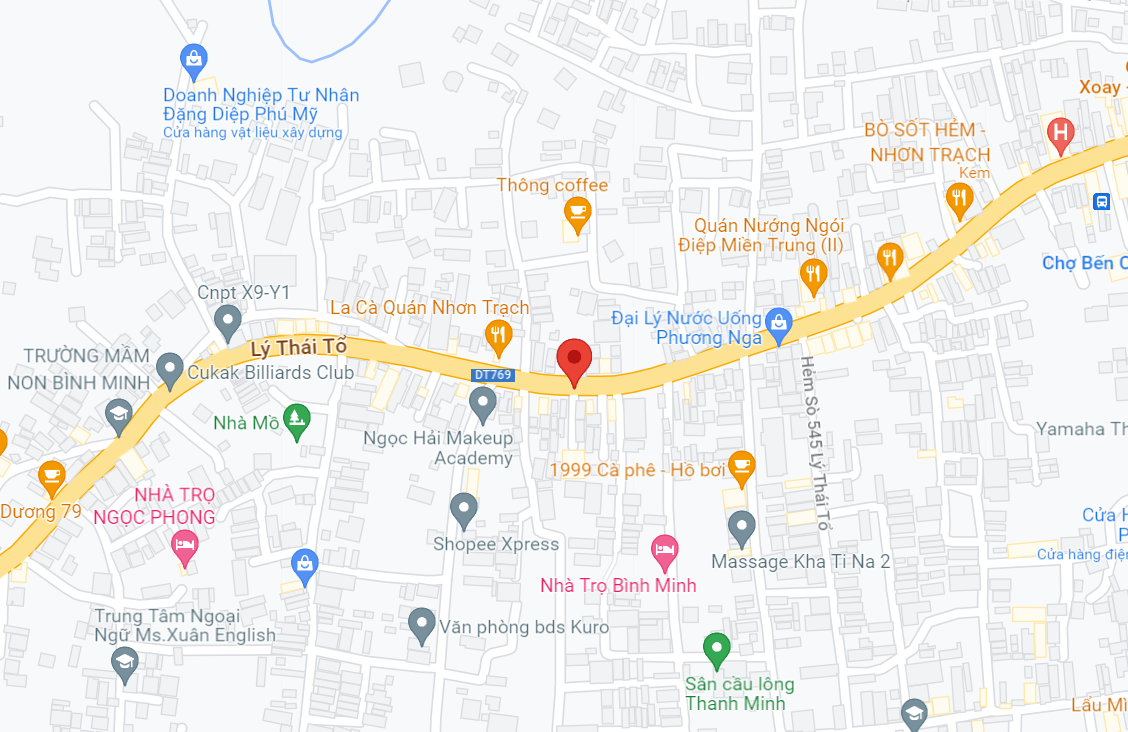 Doanh Nghiệp Tư Nhân
Đặng Diệp Phú Mỹ
Cửa hàng vật liệu xây dựng
Xoay
BÒ SỐT HẺM -
NHƠN TRẠCH
Kem
H
Thông coffee
Quán Nướng Ngói
Điệp Miền Trung (II)
Chợ Bến C
Cnpt X9-Y1
La Cà Quán Nhơn Trạch
Đại Lý Nước Uống
Phương Nga
Lý Thái Tổ
TRƯỜNG MẦM
NON BÌNH MINH
Cukak Billiards Club
DT769
Hẻm Sò 545 Lý Thái Tổ
Nhà Mồ
Ngọc Hải Makeup
Academy
Yamaha Th
1999 Cà phê - Hồ bơi
Dương 79
NHÀ TRỌ
NGỌC PHONG
Cửa H
P
Cửa hàng điện
Shopee Xpress
Massage Kha Ti Na 2
Nhà Trọ Bình Minh
Trung Tâm Ngoại
Ngữ Ms.Xuân English
Văn phòng bds Kuro
Sân cầu lông
Thanh Minh
Lẩu Mì